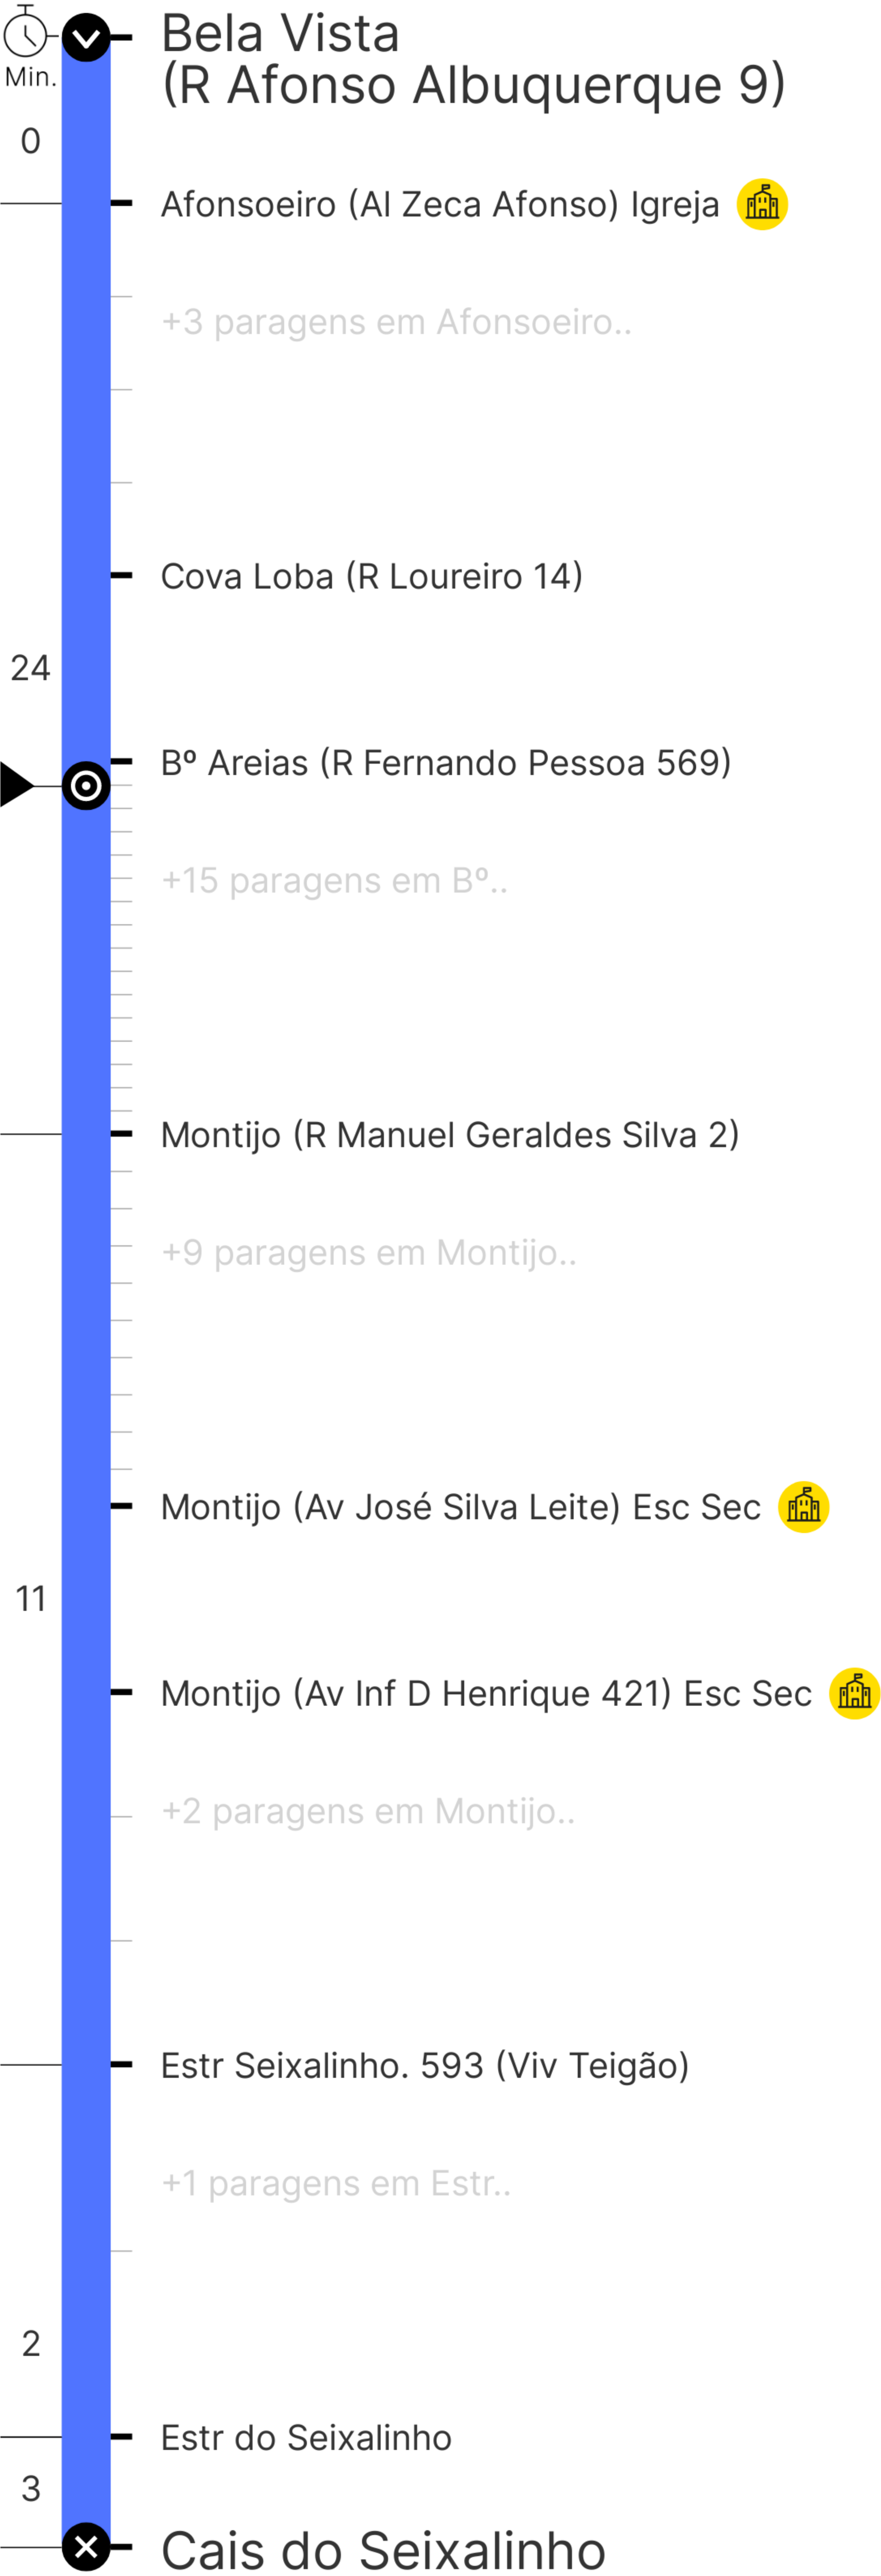 Bela Vista
(R Afonso Albuquerque 9)
Min.
0
Afonsoeiro (Al Zeca Afonso) Igreja
+3 paragens em Afonsoeiro..
Cova Loba (R Loureiro 14)
24
Bº Areias (R Fernando Pessoa 569)
+15 paragens em Bº..
Montijo (R Manuel Geraldes Silva 2)
+9 paragens em Montijo..
Montijo (Av José Silva Leite) Esc Sec
11
Montijo (Av Inf D Henrique 421) Esc Sec
+2 paragens em Montijo..
Estr Seixalinho. 593 (Viv Teigão)
+1 paragens em Estr..
2
Estr do Seixalinho
3
Cais do Seixalinho